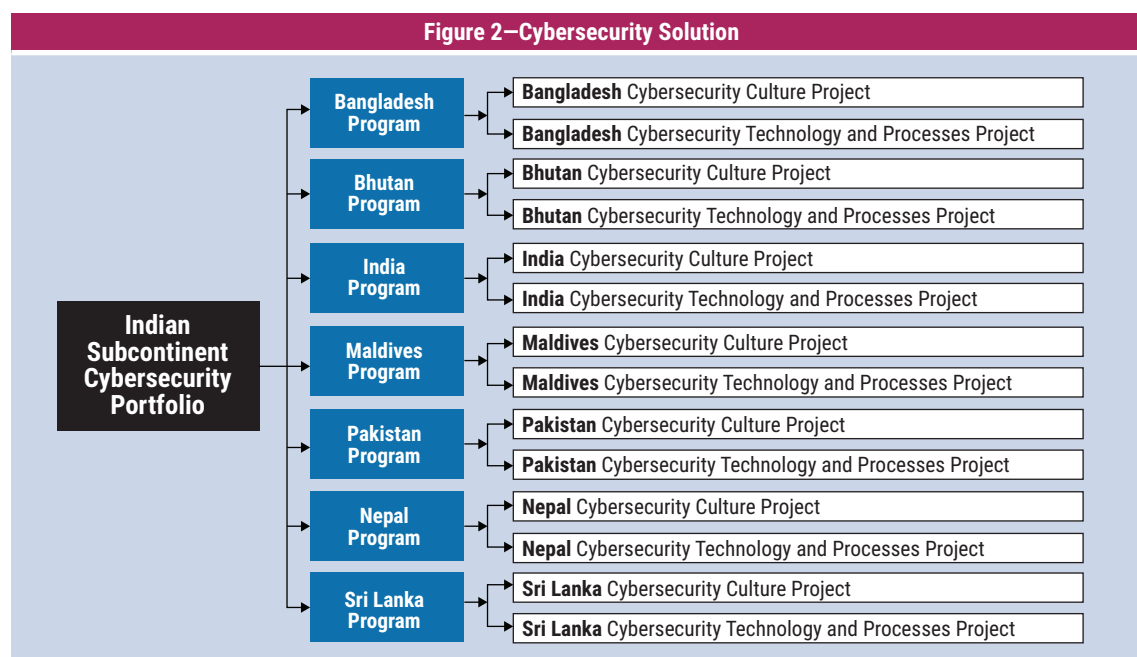 Figure 2—Cybersecurity Solution
Indian
Subcontinent
Cybersecurity
Portfolio
Bangladesh
Program
Bangladesh Cybersecurity Culture Project
Bangladesh Cybersecurity Technology and Processes Project
Bhutan
Program
Bhutan Cybersecurity Culture Project
Bhutan Cybersecurity Technology and Processes Project
India
Program
India Cybersecurity Culture Project
India Cybersecurity Technology and Processes Project
Maldives
Program
Maldives Cybersecurity Culture Project
Maldives Cybersecurity Technology and Processes Project
Pakistan
Program
Pakistan Cybersecurity Culture Project
Pakistan Cybersecurity Technology and Processes Project
Nepal
Program
Nepal Cybersecurity Culture Project
Nepal Cybersecurity Technology and Processes Project
Sri Lanka
Program
Sri Lanka Cybersecurity Culture Project
Sri Lanka Cybersecurity Technology and Processes Project